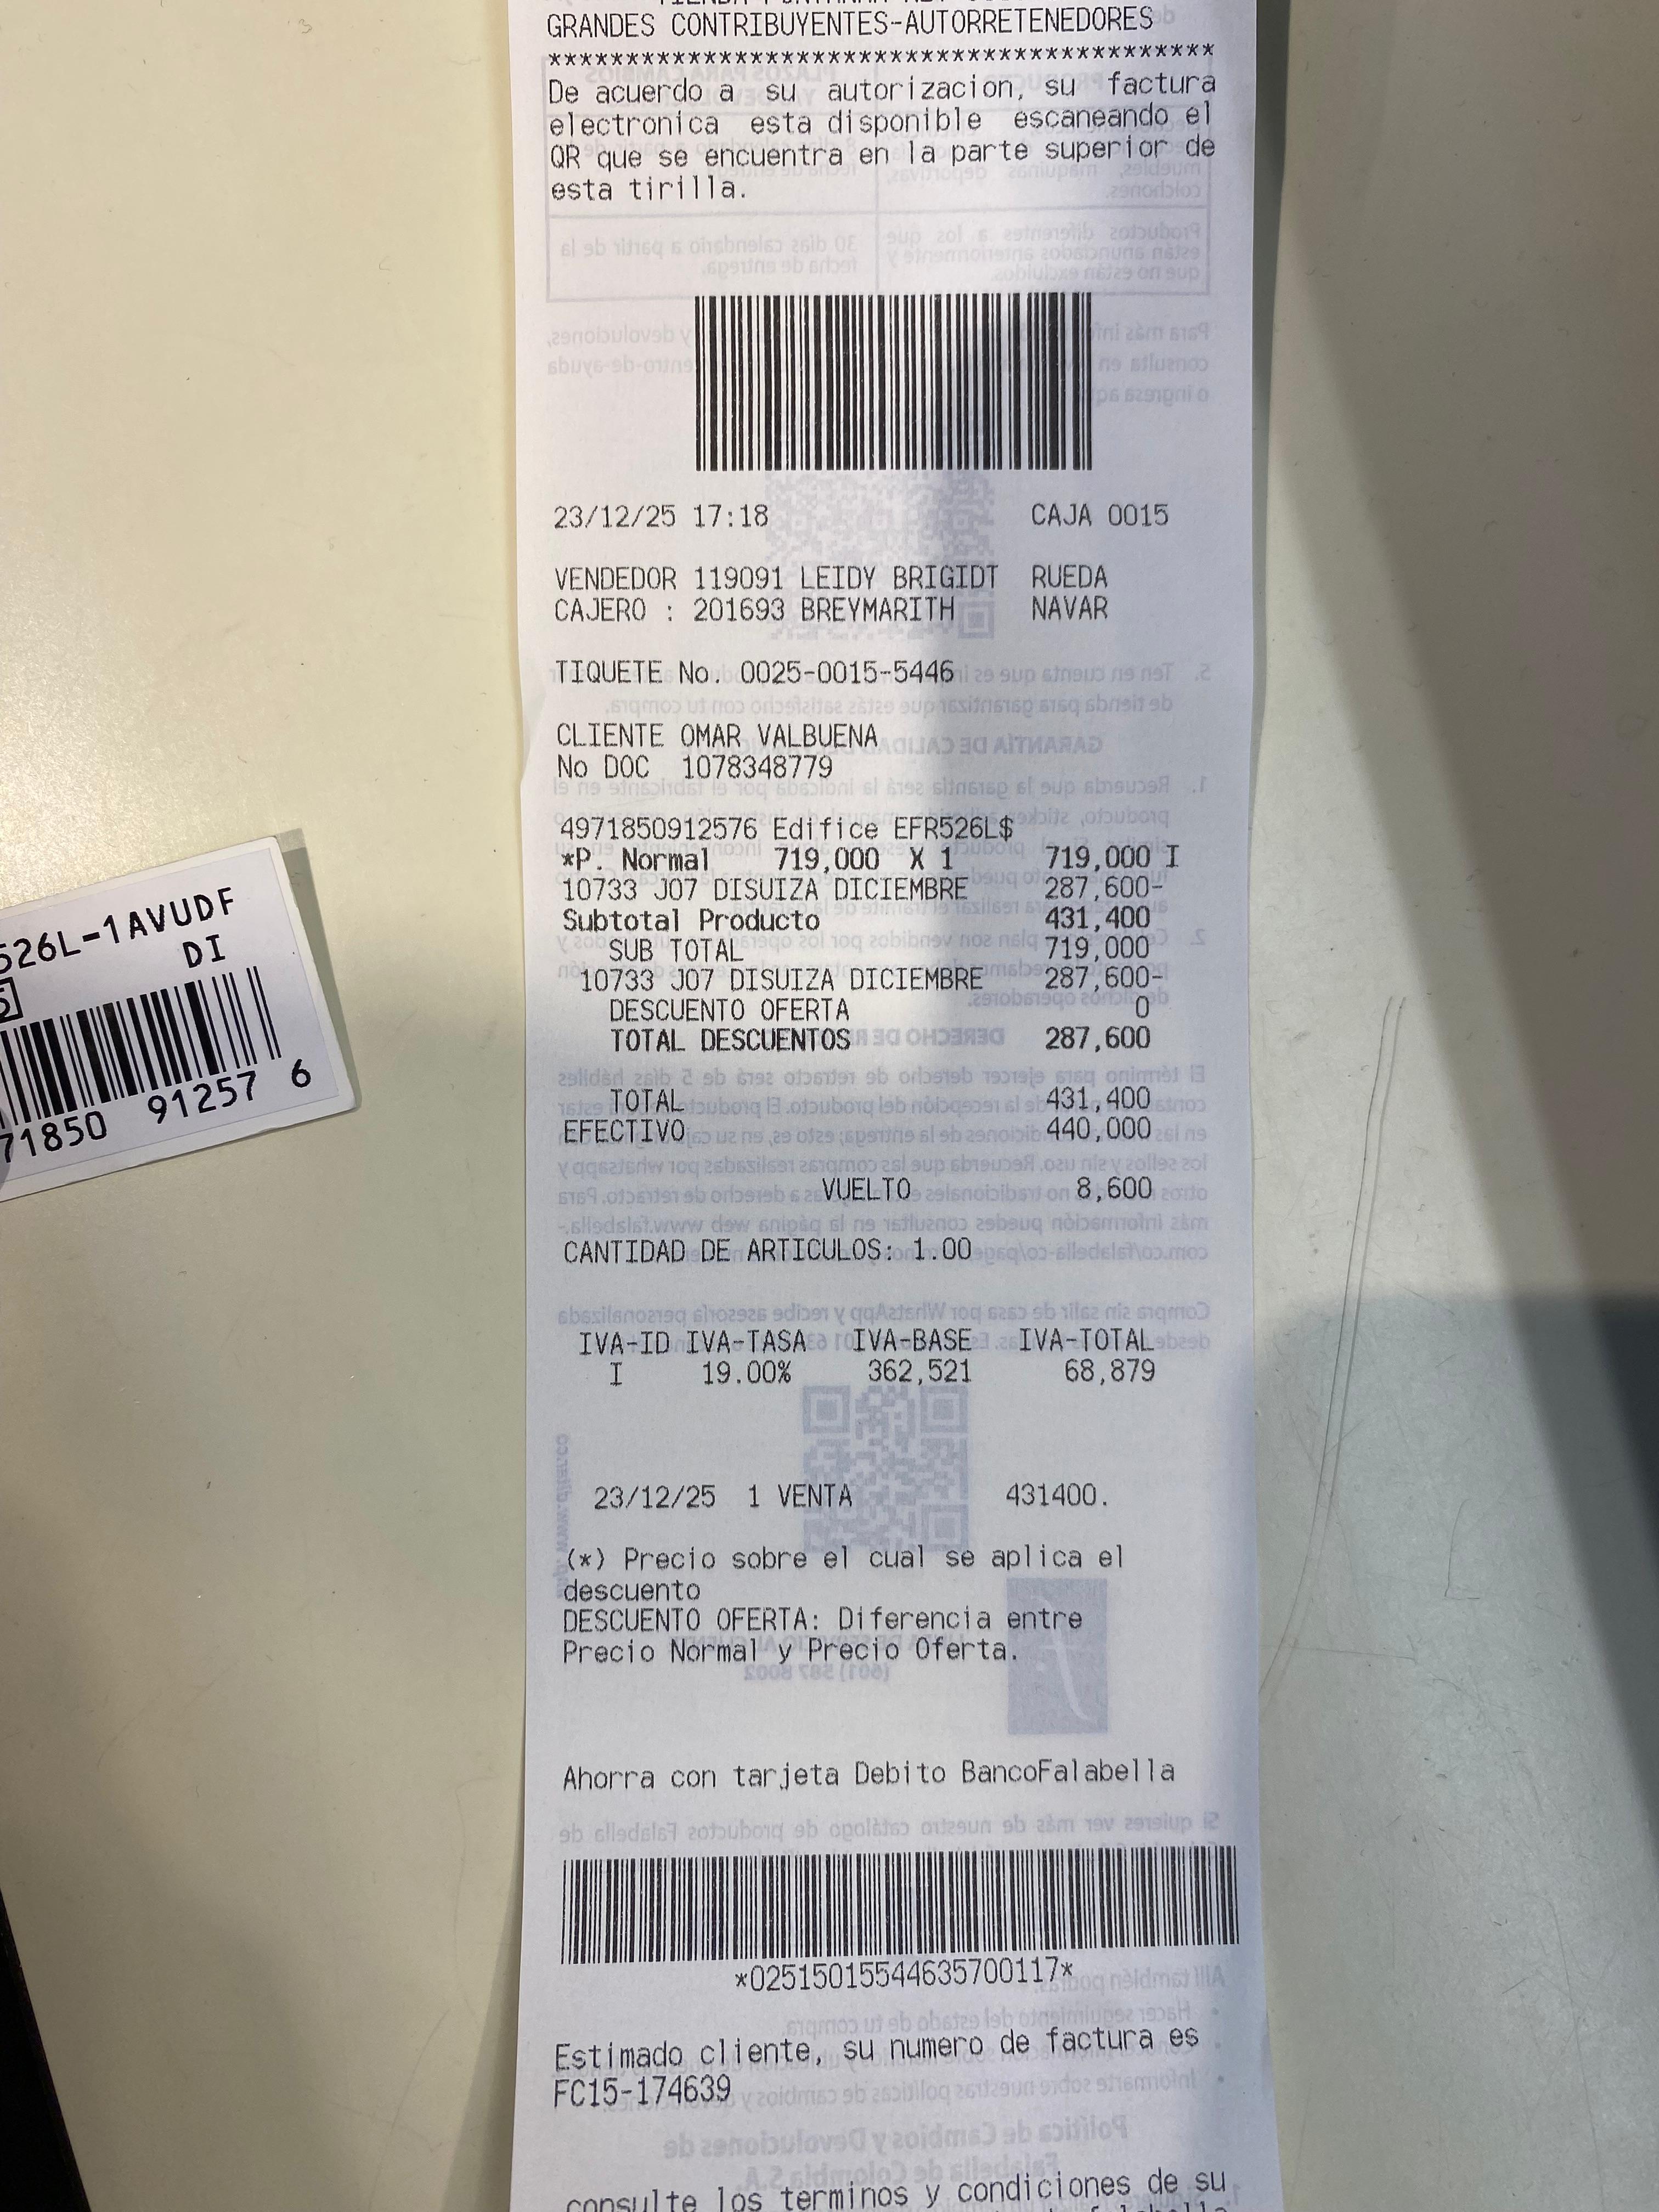 GRANDES CONTRIBUYENTES-AUTORRETENEDORES
********************************************
De acuerdo a su autorizacion, su factura
electronica esta disponible escaneando el
QR que se encuentra en la parte superior de
esta tirilla.
23/12/25 17:18 CAJA 0015
VENDEDOR 119091 LEIDY BRIGIDT RUEDA
CAJERO : 201693 BREYMARITH NAVAR
TIQUETE No. 0025-0015-5446
CLIENTE OMAR VALBUENA
No DOC 1078348779
4971850912576 Edifice EFR526L$
*P. Normal 719,000 X 1 719,000 I
10733 J07 DISUIZA DICIEMBRE 287,600-
Subtotal Producto 431,400
SUB TOTAL 719,000
10733 J07 DISUIZA DICIEMBRE 287,600-
DESCUENTO OFERTA 0
TOTAL DESCUENTOS 287,600
TOTAL 431,400
EFECTIVO 440,000
VUELTO 8,600
CANTIDAD DE ARTICULOS: 1.00
IVA-ID IVA-TASA IVA-BASE IVA-TOTAL
I 19.00% 362,521 68,879
23/12/25 1 VENTA 431400.
(*) Precio sobre el cual se aplica el
descuento
DESCUENTO OFERTA: Diferencia entre
Precio Normal y Precio Oferta.
Ahorra con tarjeta Debito BancoFalabella
*02515015544635700117*
Estimado cliente, su numero de factura es
FC15-174639
consulte los terminos y condiciones de su
526L-1AVUDF
DI
71850 91257 6